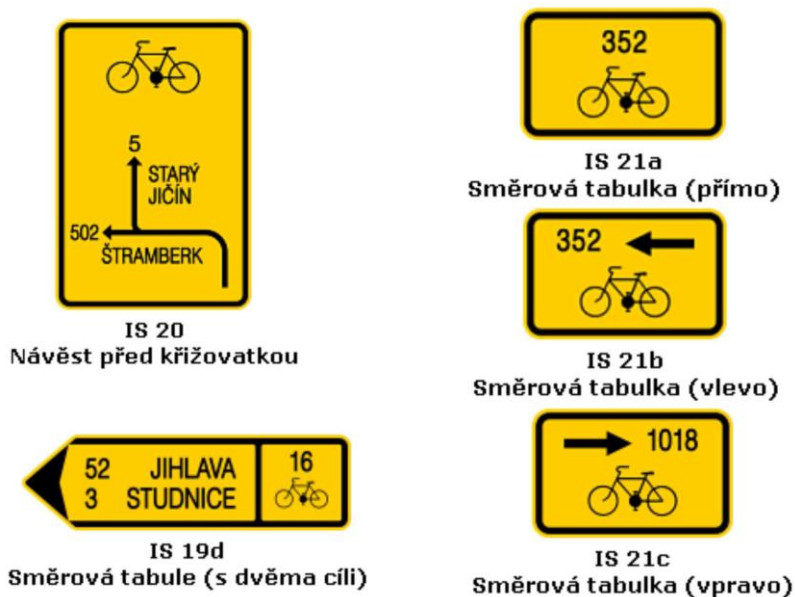 5
STARÝ
JIČÍN
502
ŠTRAMBERK
IS 20
Návěst před křižovatkou
52 JIHLAVA 16
3 STUDNICE
IS 19d
Směrová tabule (s dvěma cíli)
352
IS 21a
Směrová tabulka (přímo)
352
IS 21b
Směrová tabulka (vlevo)
1018
IS 21c
Směrová tabulka (vpravo)